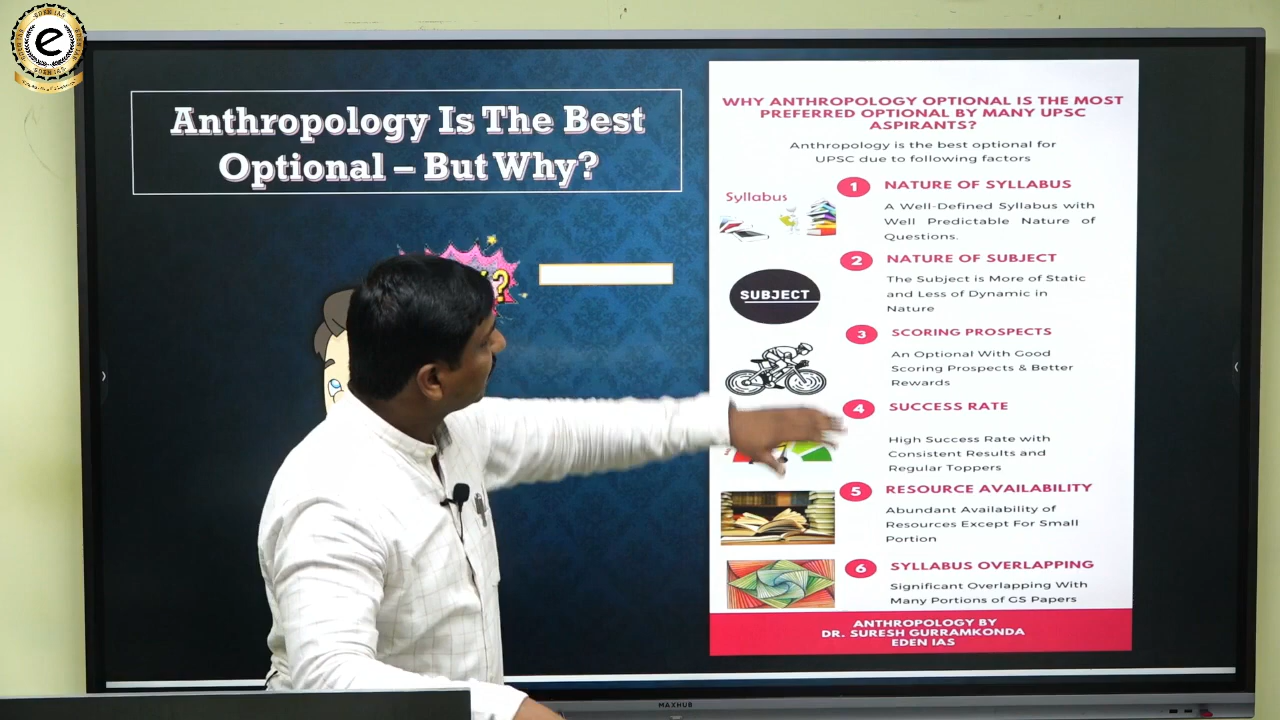 e
EDEN IAS
Anthropology Is The Best
Optional – But Why?
WHY ANTHROPOLOGY OPTIONAL IS THE MOST
PREFERRED OPTIONAL BY MANY UPSC
ASPIRANTS?
Anthropology is the best optional for
UPSC due to following factors
Syllabus
1 NATURE OF SYLLABUS
A Well-Defined Syllabus with
Well Predictable Nature of
Questions.
2 NATURE OF SUBJECT
SUBJECT
The Subject is More of Static
and Less of Dynamic in
Nature
3 SCORING PROSPECTS
An Optional With Good
Scoring Prospects & Better
Rewards
4 SUCCESS RATE
High Success Rate with
Consistent Results and
Regular Toppers
5 RESOURCE AVAILABILITY
Abundant Availability of
Resources Except For Small
Portion
6 SYLLABUS OVERLAPPING
Significant Overlapping With
Many Portions of GS Papers
ANTHROPOLOGY BY
DR. SURESH GURRAMKONDA
EDEN IAS
MAXHUB